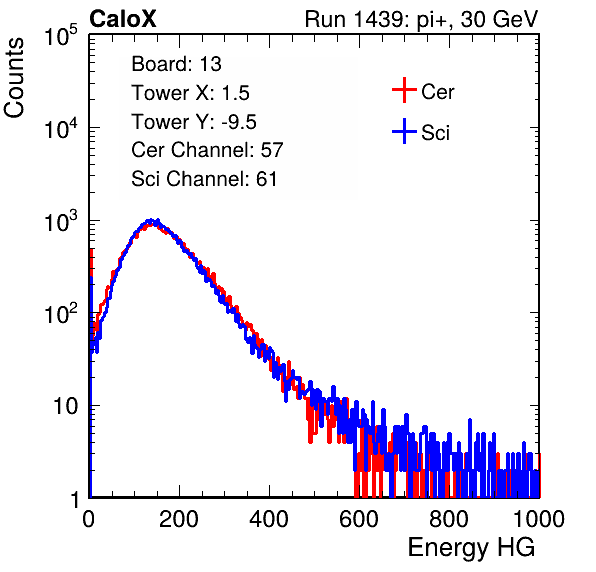 CaloX Run 1439: pi+, 30 GeV
Board: 13
Tower X: 1.5
Tower Y: -9.5
Cer Channel: 57
Sci Channel: 61
Cer
Sci
Counts
10^5
10^4
10^3
10^2
10
1
0 200 400 600 800 1000
Energy HG